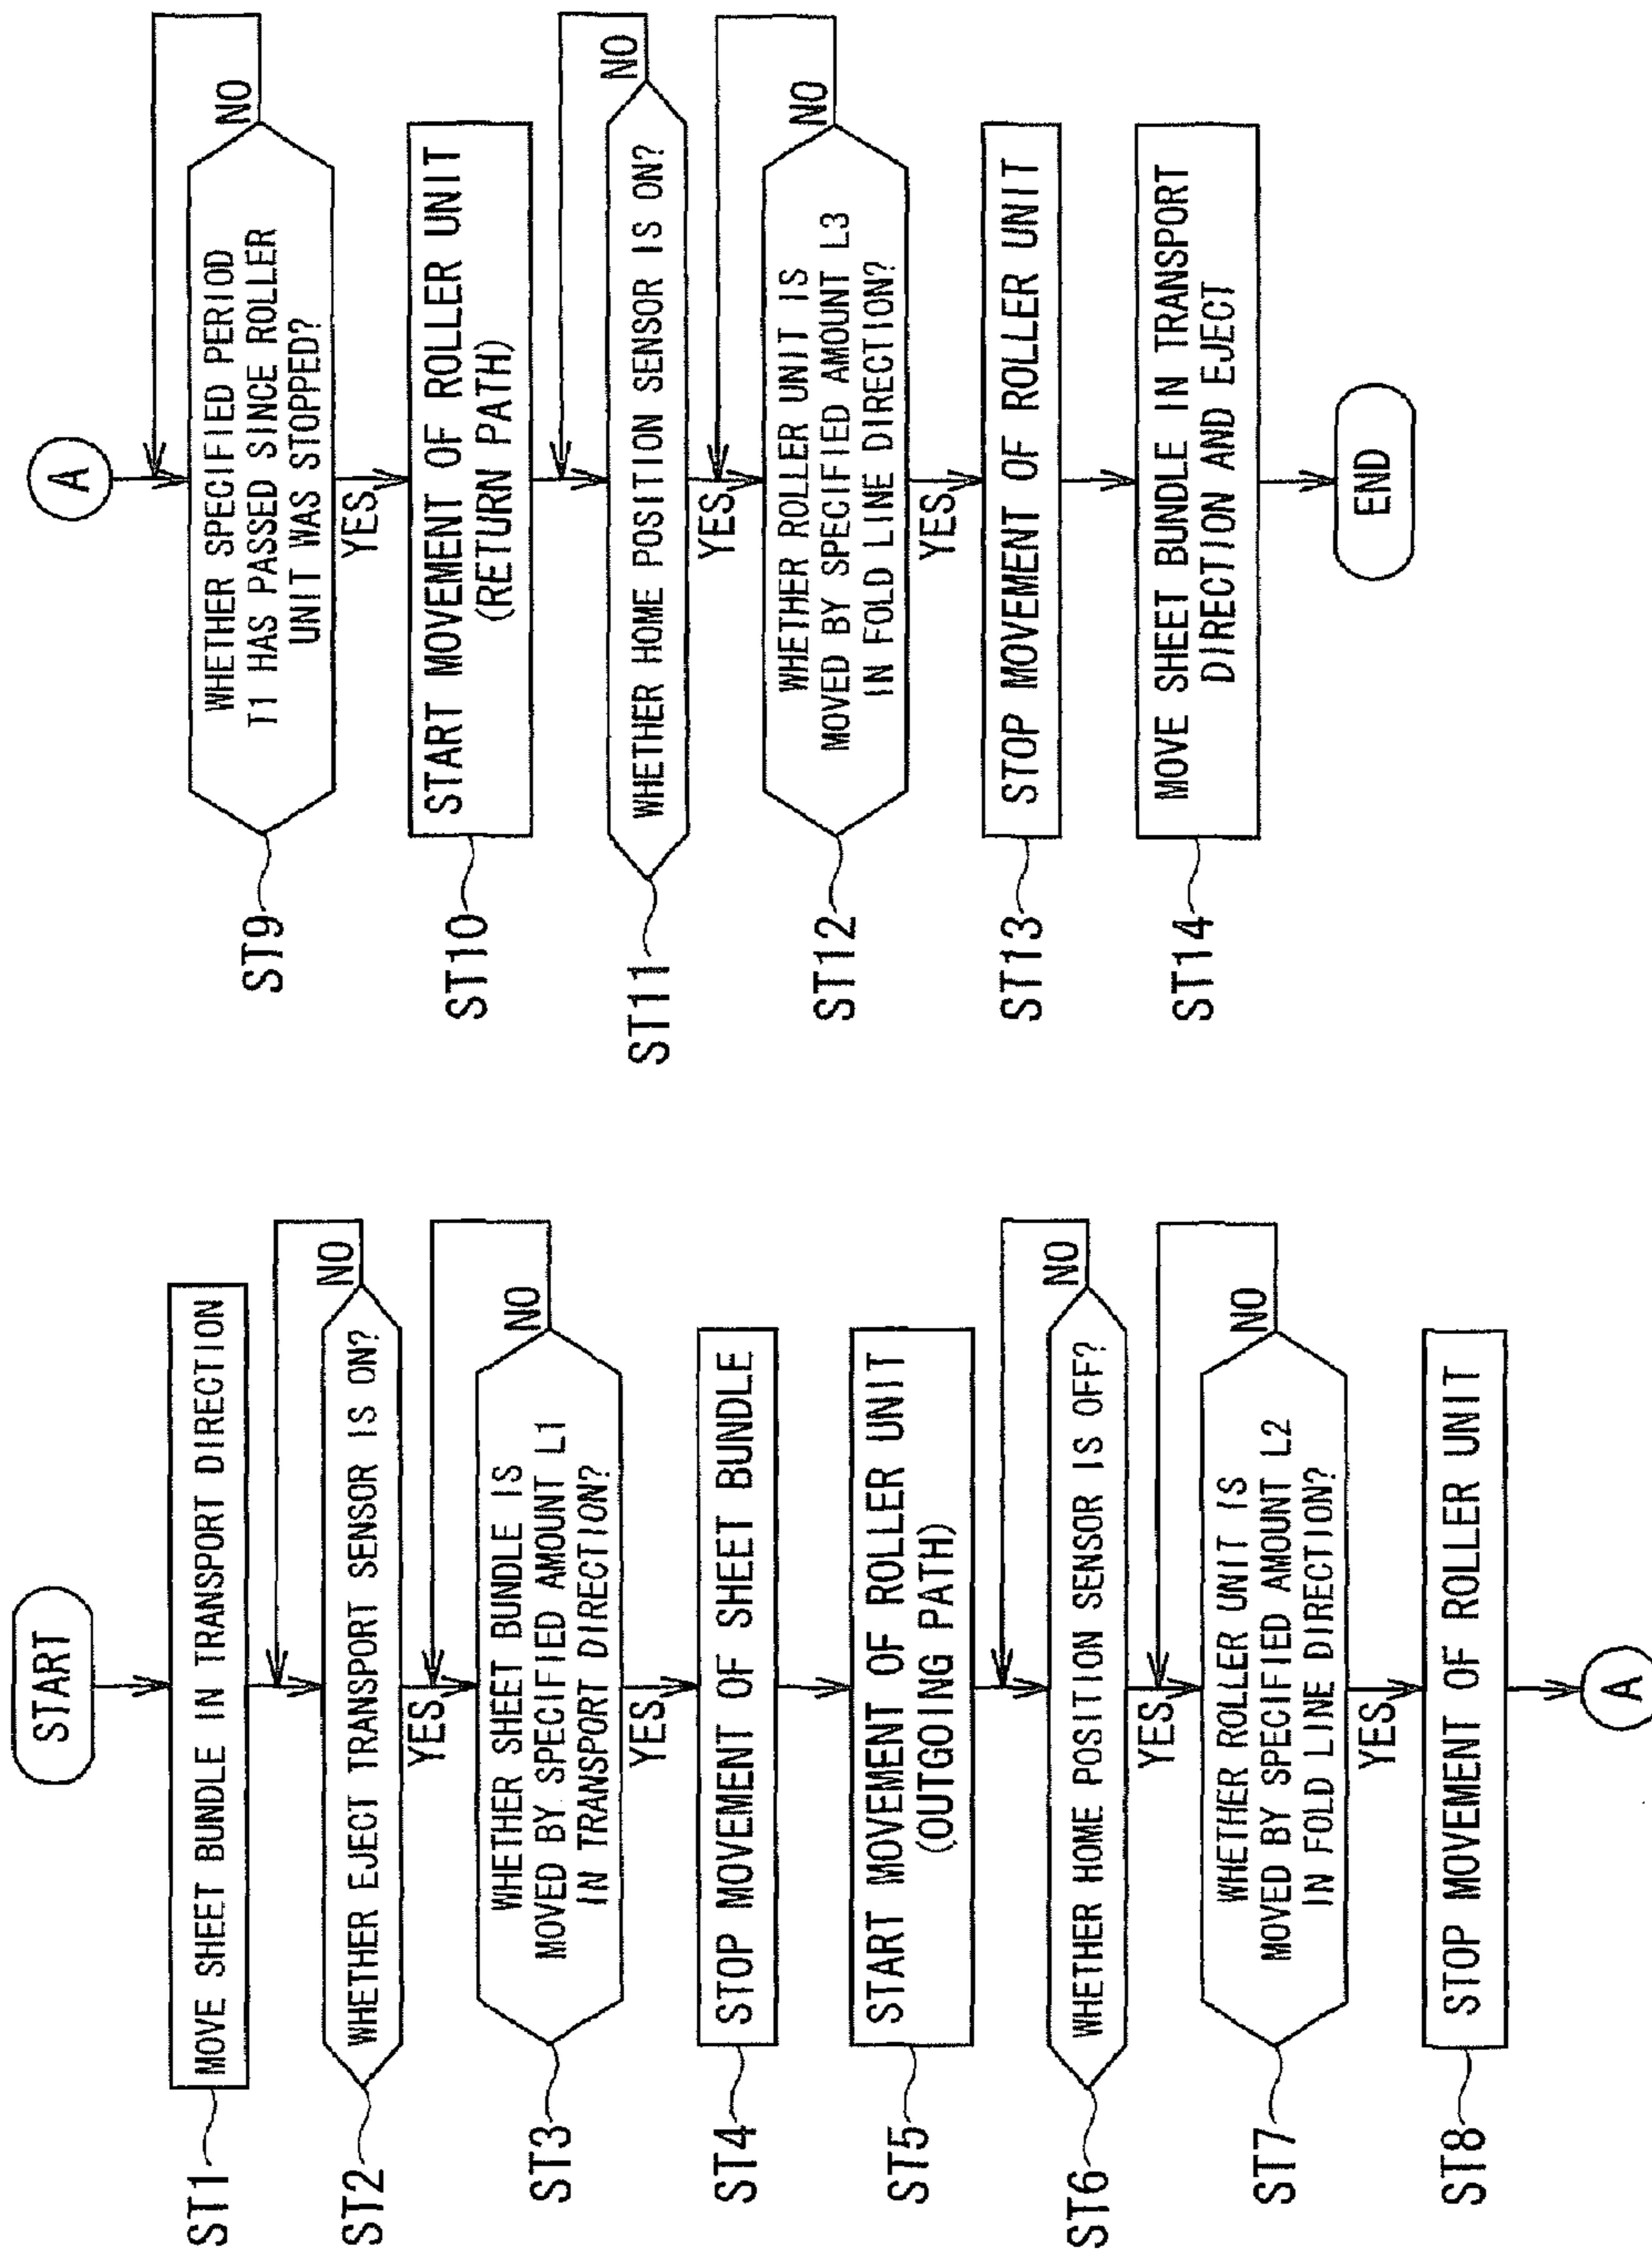 START
ST1
MOVE SHEET BUNDLE IN TRANSPORT DIRECTION
ST2
WHETHER EJECT TRANSPORT SENSOR IS ON?
NO
YES
ST3
WHETHER SHEET BUNDLE IS
MOVED BY SPECIFIED AMOUNT L1
IN TRANSPORT DIRECTION?
NO
YES
ST4
STOP MOVEMENT OF SHEET BUNDLE
ST5
START MOVEMENT OF ROLLER UNIT
(OUTGOING PATH)
ST6
WHETHER HOME POSITION SENSOR IS OFF?
NO
YES
ST7
WHETHER ROLLER UNIT IS
MOVED BY SPECIFIED AMOUNT L2
IN FOLD LINE DIRECTION?
NO
YES
ST8
STOP MOVEMENT OF ROLLER UNIT
A
A
ST9
WHETHER SPECIFIED PERIOD
T1 HAS PASSED SINCE ROLLER
UNIT WAS STOPPED?
NO
YES
ST10
START MOVEMENT OF ROLLER UNIT
(RETURN PATH)
ST11
WHETHER HOME POSITION SENSOR IS ON?
NO
YES
ST12
WHETHER ROLLER UNIT IS
MOVED BY SPECIFIED AMOUNT L3
IN FOLD LINE DIRECTION?
NO
YES
ST13
STOP MOVEMENT OF ROLLER UNIT
ST14
MOVE SHEET BUNDLE IN TRANSPORT
DIRECTION AND EJECT
END